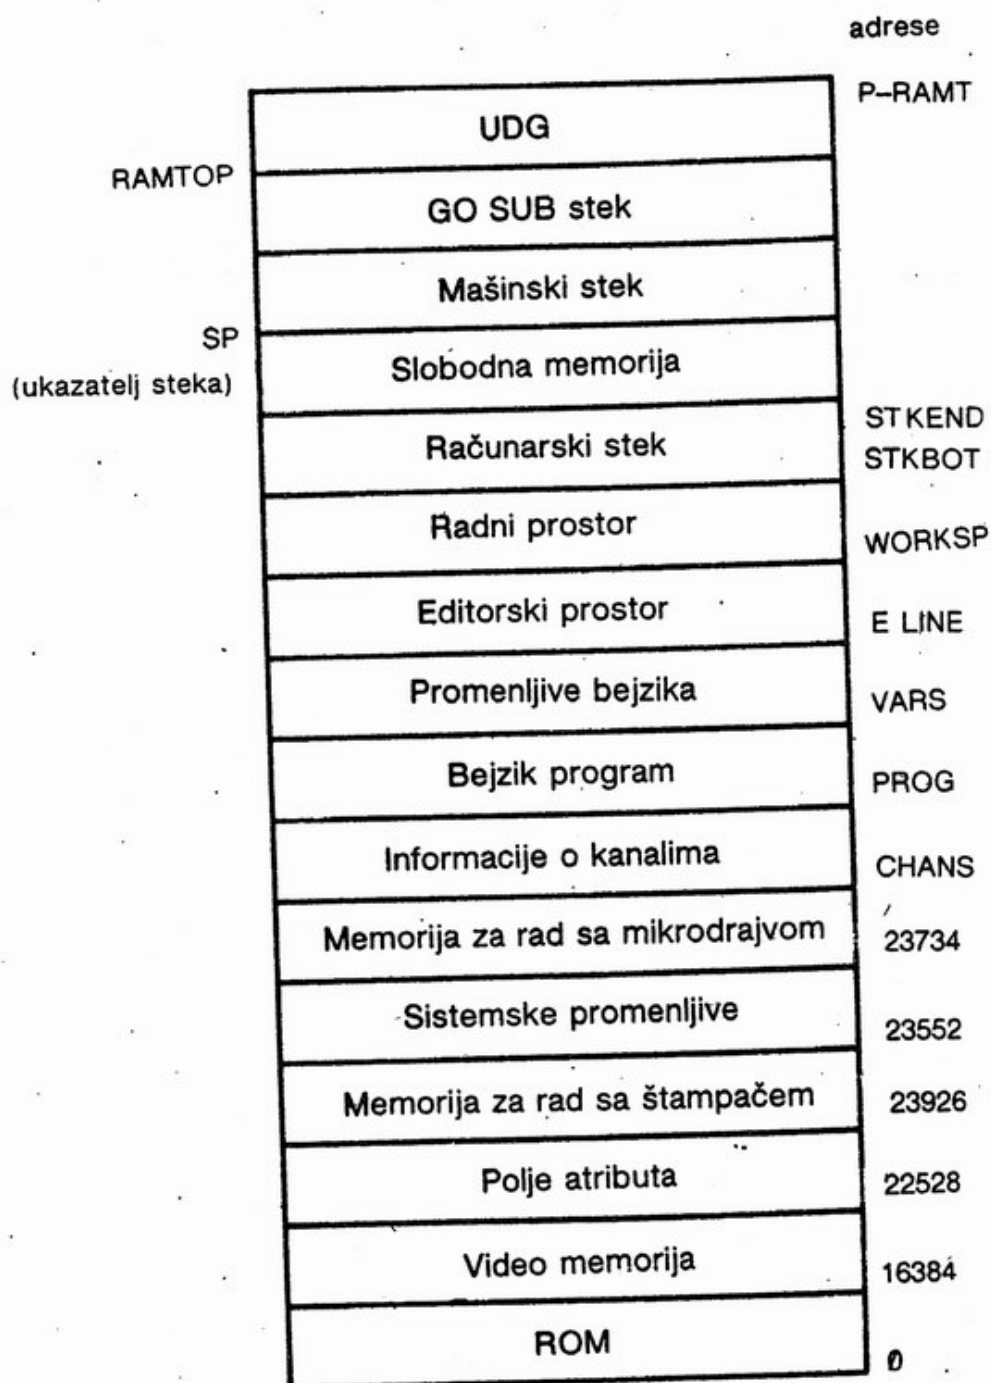 adrese
P–RAMT
UDG
RAMTOP
GO SUB stek
Mašinski stek
SP
(ukazatelj steka)
Slobodna memorija
STKEND
Računarski stek
STKBOT
Radni prostor
WORKSP
Editorski prostor
E LINE
Promenljive bejzika
VARS
Bejzik program
PROG
Informacije o kanalima
CHANS
Memorija za rad sa mikrodrajvom
23734
Sistemske promenljive
23552
Memorija za rad sa štampačem
23926
Polje atributa
22528
Video memorija
16384
ROM
0